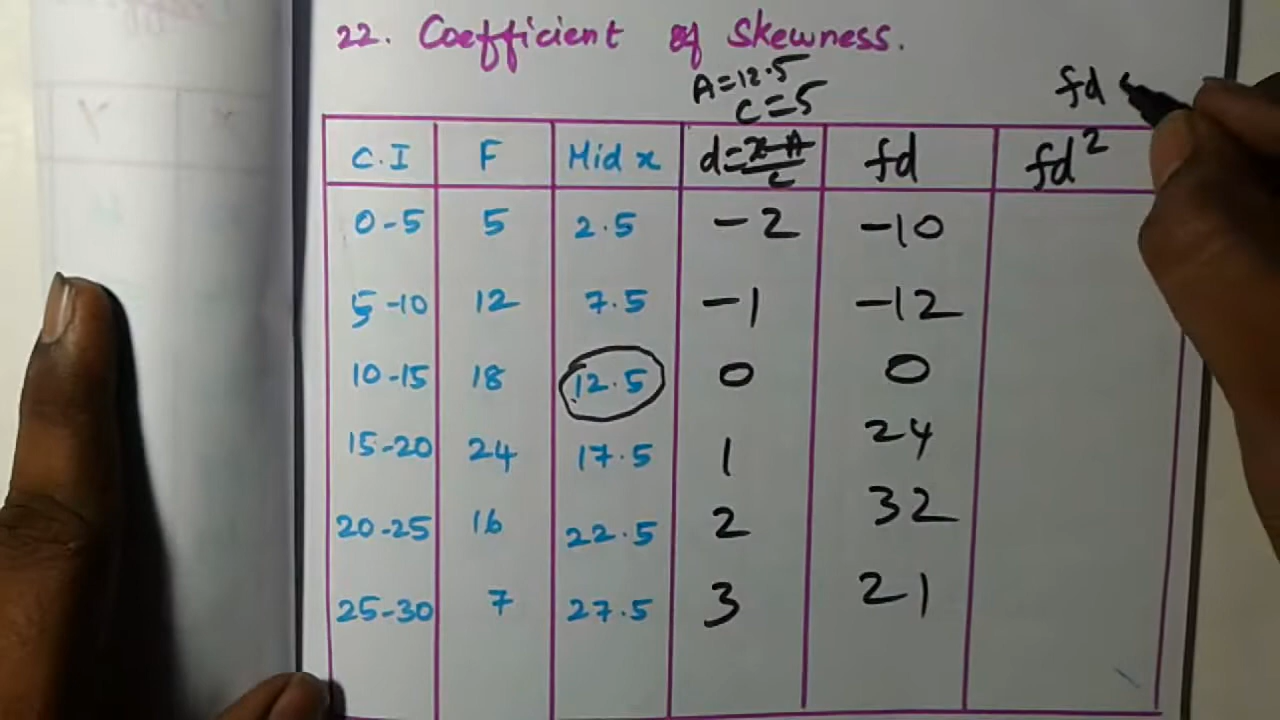 22. Coefficient of Skewness.
A=12.5
C=5
fd
C.I F Mid x d=x-A/c fd fd²
0-5 5 2.5 -2 -10
5-10 12 7.5 -1 -12
10-15 18 12.5 0 0
15-20 24 17.5 1 24
20-25 16 22.5 2 32
25-30 7 27.5 3 21